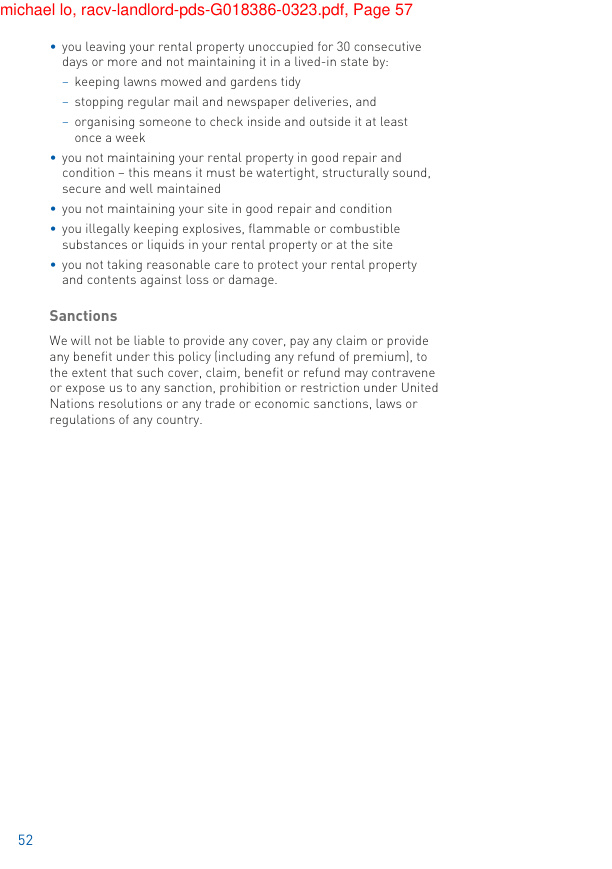 michael lo, racv-landlord-pds-G018386-0323.pdf, Page 57
• you leaving your rental property unoccupied for 30 consecutive
days or more and not maintaining it in a lived-in state by:
– keeping lawns mowed and gardens tidy
– stopping regular mail and newspaper deliveries, and
– organising someone to check inside and outside it at least
once a week
• you not maintaining your rental property in good repair and
condition – this means it must be watertight, structurally sound,
secure and well maintained
• you not maintaining your site in good repair and condition
• you illegally keeping explosives, flammable or combustible
substances or liquids in your rental property or at the site
• you not taking reasonable care to protect your rental property
and contents against loss or damage.
Sanctions
We will not be liable to provide any cover, pay any claim or provide
any benefit under this policy (including any refund of premium), to
the extent that such cover, claim, benefit or refund may contravene
or expose us to any sanction, prohibition or restriction under United
Nations resolutions or any trade or economic sanctions, laws or
regulations of any country.
52